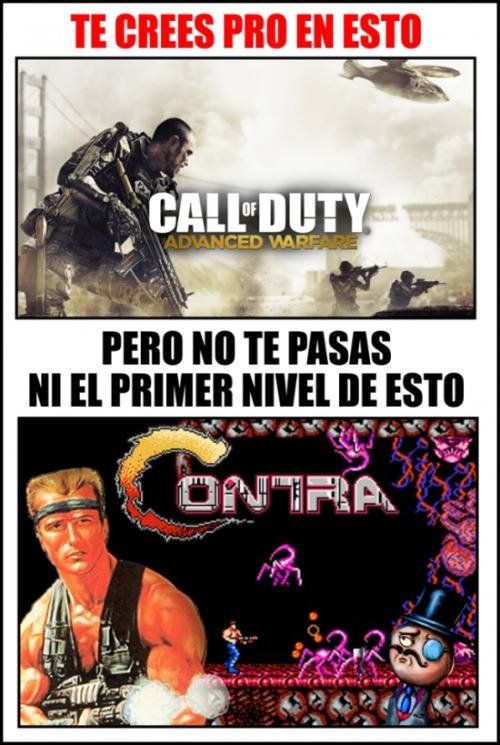 TE CREES PRO EN ESTO
CALL OF DUTY
ADVANCED WARFARE
PERO NO TE PASAS
NI EL PRIMER NIVEL DE ESTO
CONTRA